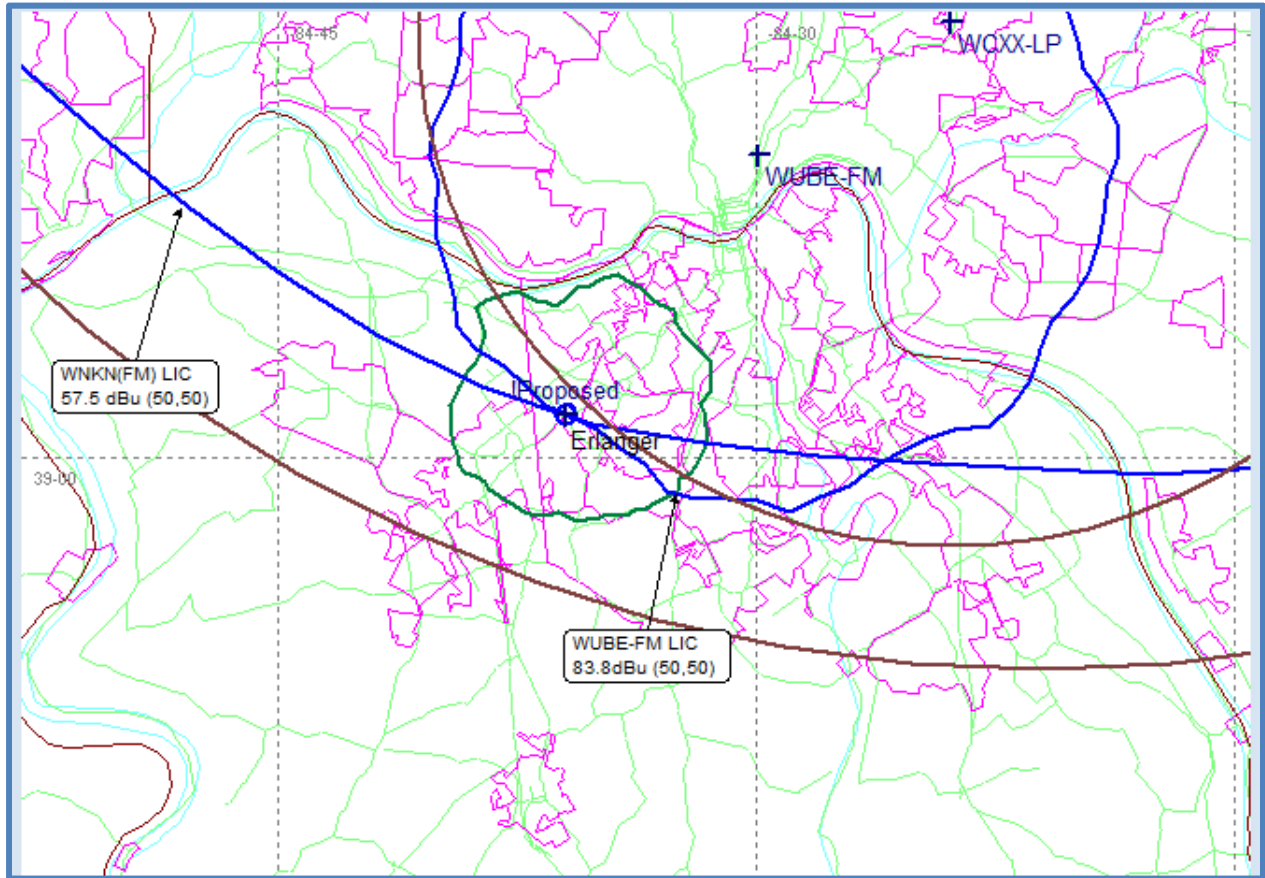 84-45
84-30
WCXX-LP
WUBE-FM
WNKN(FM) LIC
57.5 dBu (50,50)
Proposed
Erlanger
39-00
WUBE-FM LIC
83.8dBu (50,50)